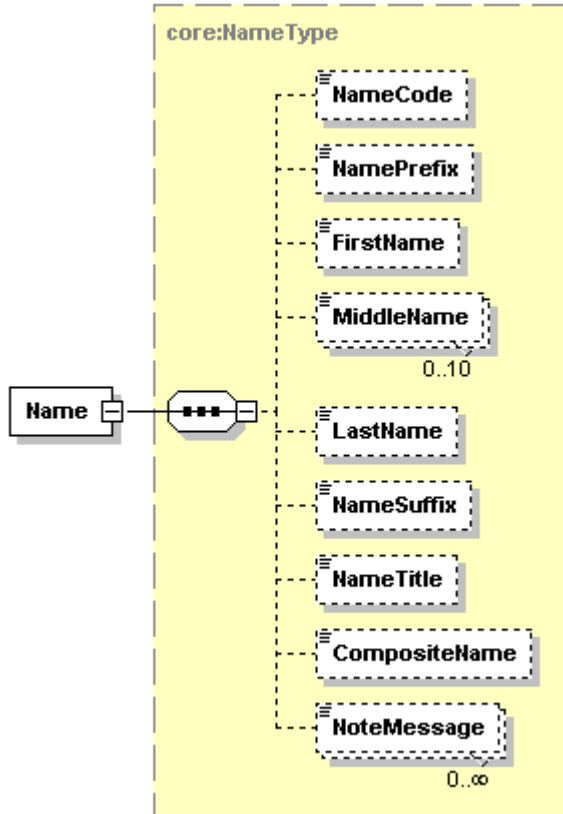 core:NameType
NameCode
NamePrefix
FirstName
MiddleName
0..10
Name
LastName
NameSuffix
NameTitle
CompositeName
NoteMessage
0..∞